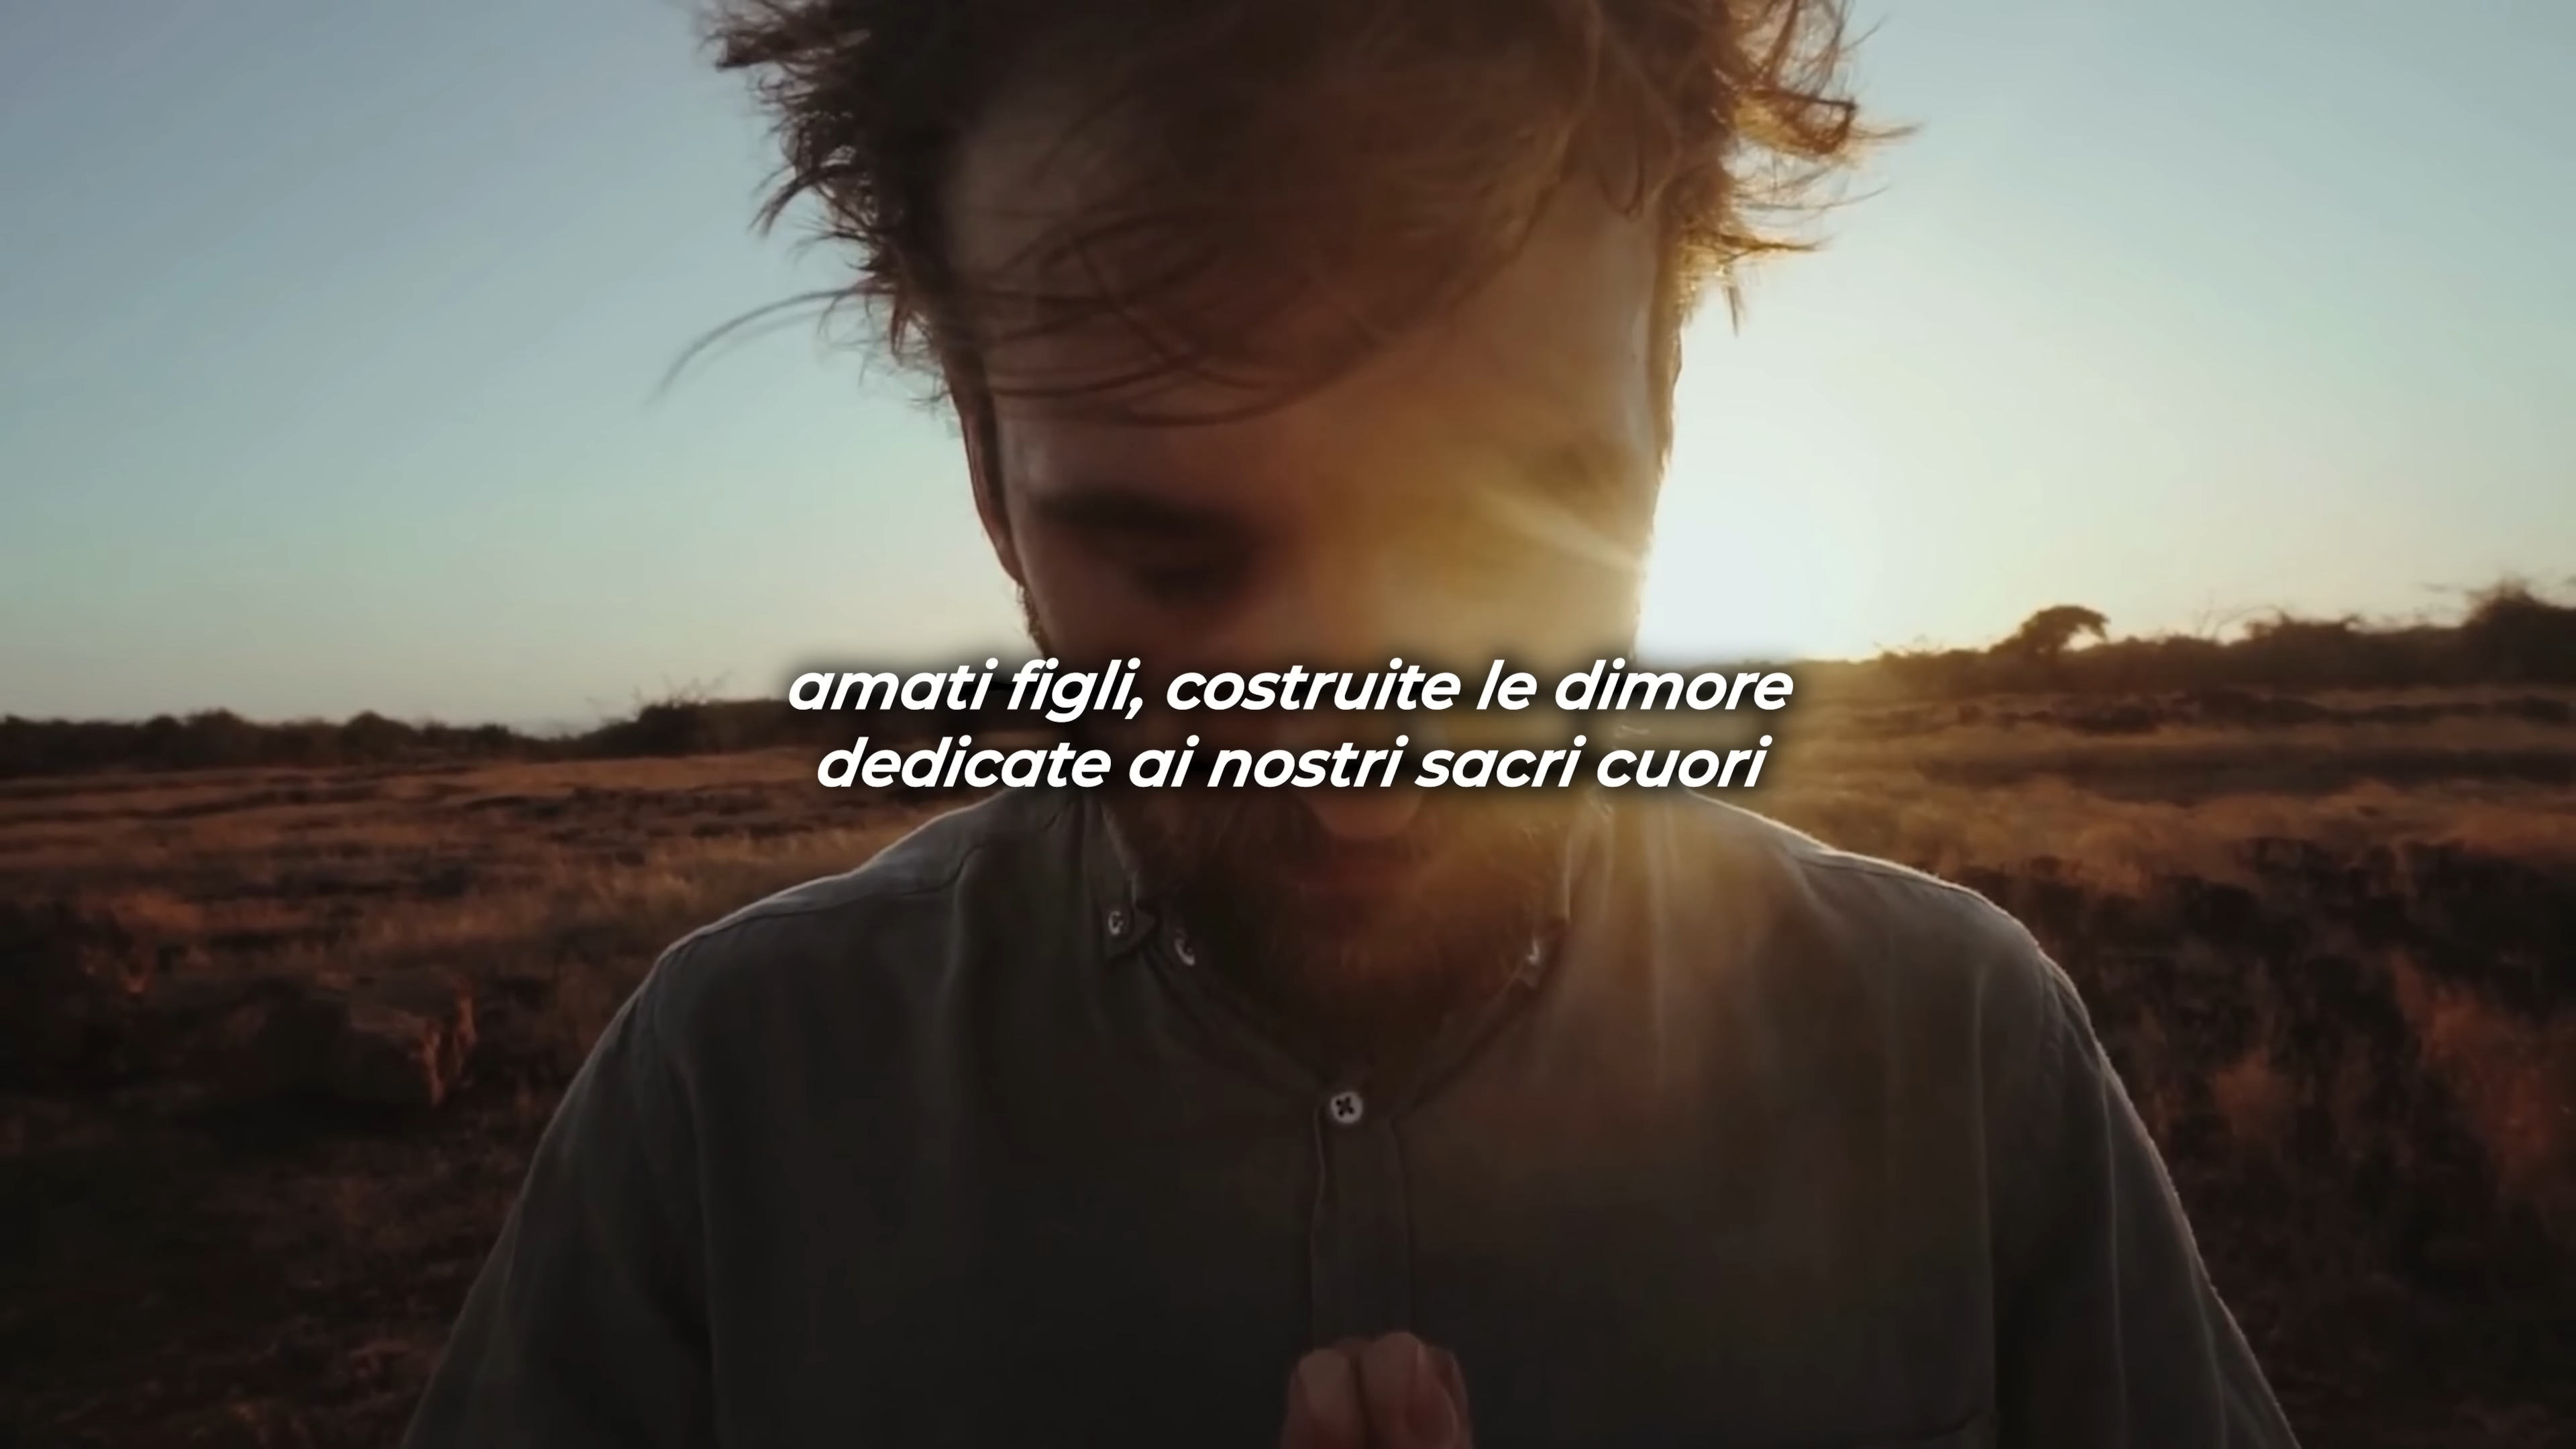 amati figli, costruite le dimore
dedicate ai nostri sacri cuori